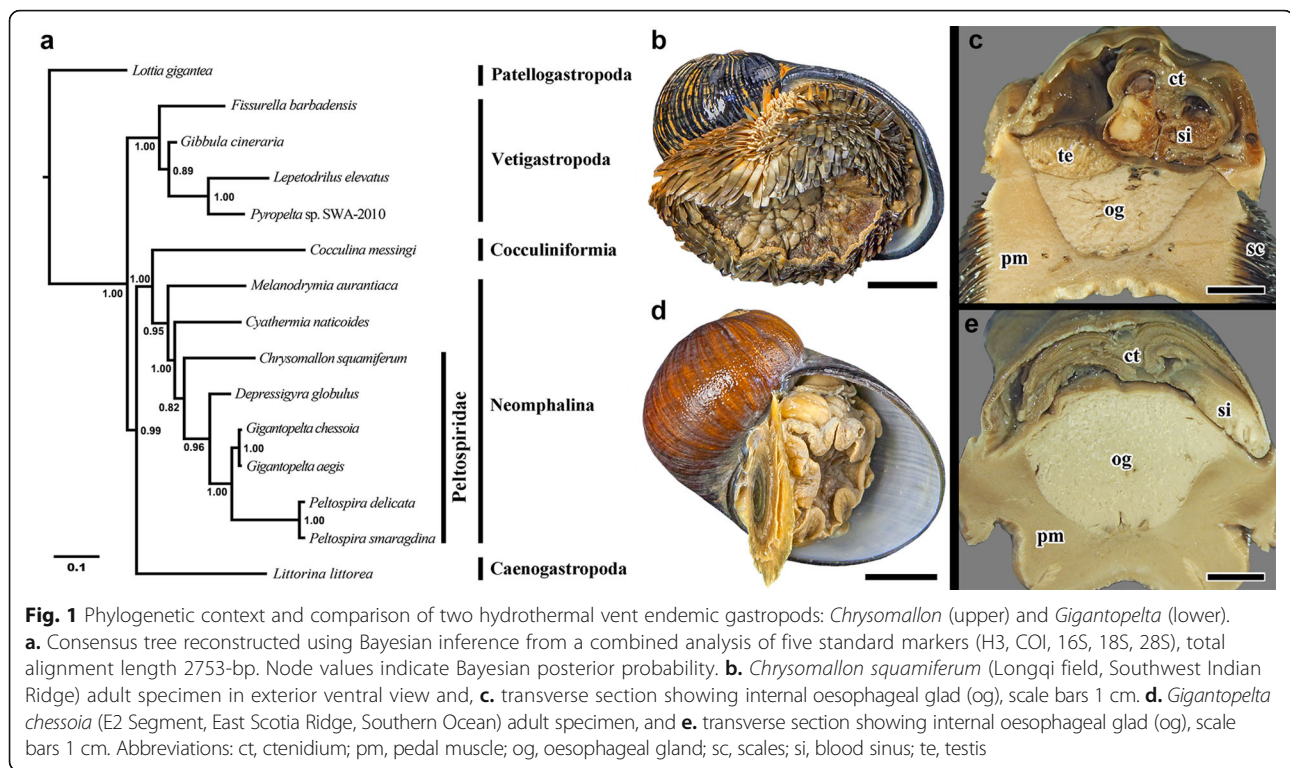 a
Lottia gigantea
Patellogastropoda
Fissurella barbadensis
Gibbula cineraria
Vetigastropoda
1.00
0.89
Lepetodrilus elevatus
1.00
Pyropelta sp. SWA-2010
Cocculina messingi
Cocculiniformia
1.00
1.00
Melanodrymia aurantiaca
0.95
Cyathermia naticoides
1.00
Chrysomallon squamiferum
0.82
Depressigyra globulus
Neomphalina
Peltospiridae
0.99
0.96
Gigantopelta chessoia
1.00
Gigantopelta aegis
1.00
Peltospira delicata
1.00
Peltospira smaragdina
0.1
Littorina littorea
Caenogastropoda
b
c
ct
si
te
og
pm
sc
d
e
ct
si
og
pm
Fig. 1 Phylogenetic context and comparison of two hydrothermal vent endemic gastropods: Chrysomallon (upper) and Gigantopelta (lower).
a. Consensus tree reconstructed using Bayesian inference from a combined analysis of five standard markers (H3, COI, 16S, 18S, 28S), total
alignment length 2753-bp. Node values indicate Bayesian posterior probability. b. Chrysomallon squamiferum (Longqi field, Southwest Indian
Ridge) adult specimen in exterior ventral view and, c. transverse section showing internal oesophageal glad (og), scale bars 1 cm. d. Gigantopelta
chessoia (E2 Segment, East Scotia Ridge, Southern Ocean) adult specimen, and e. transverse section showing internal oesophageal glad (og), scale
bars 1 cm. Abbreviations: ct, ctenidium; pm, pedal muscle; og, oesophageal gland; sc, scales; si, blood sinus; te, testis